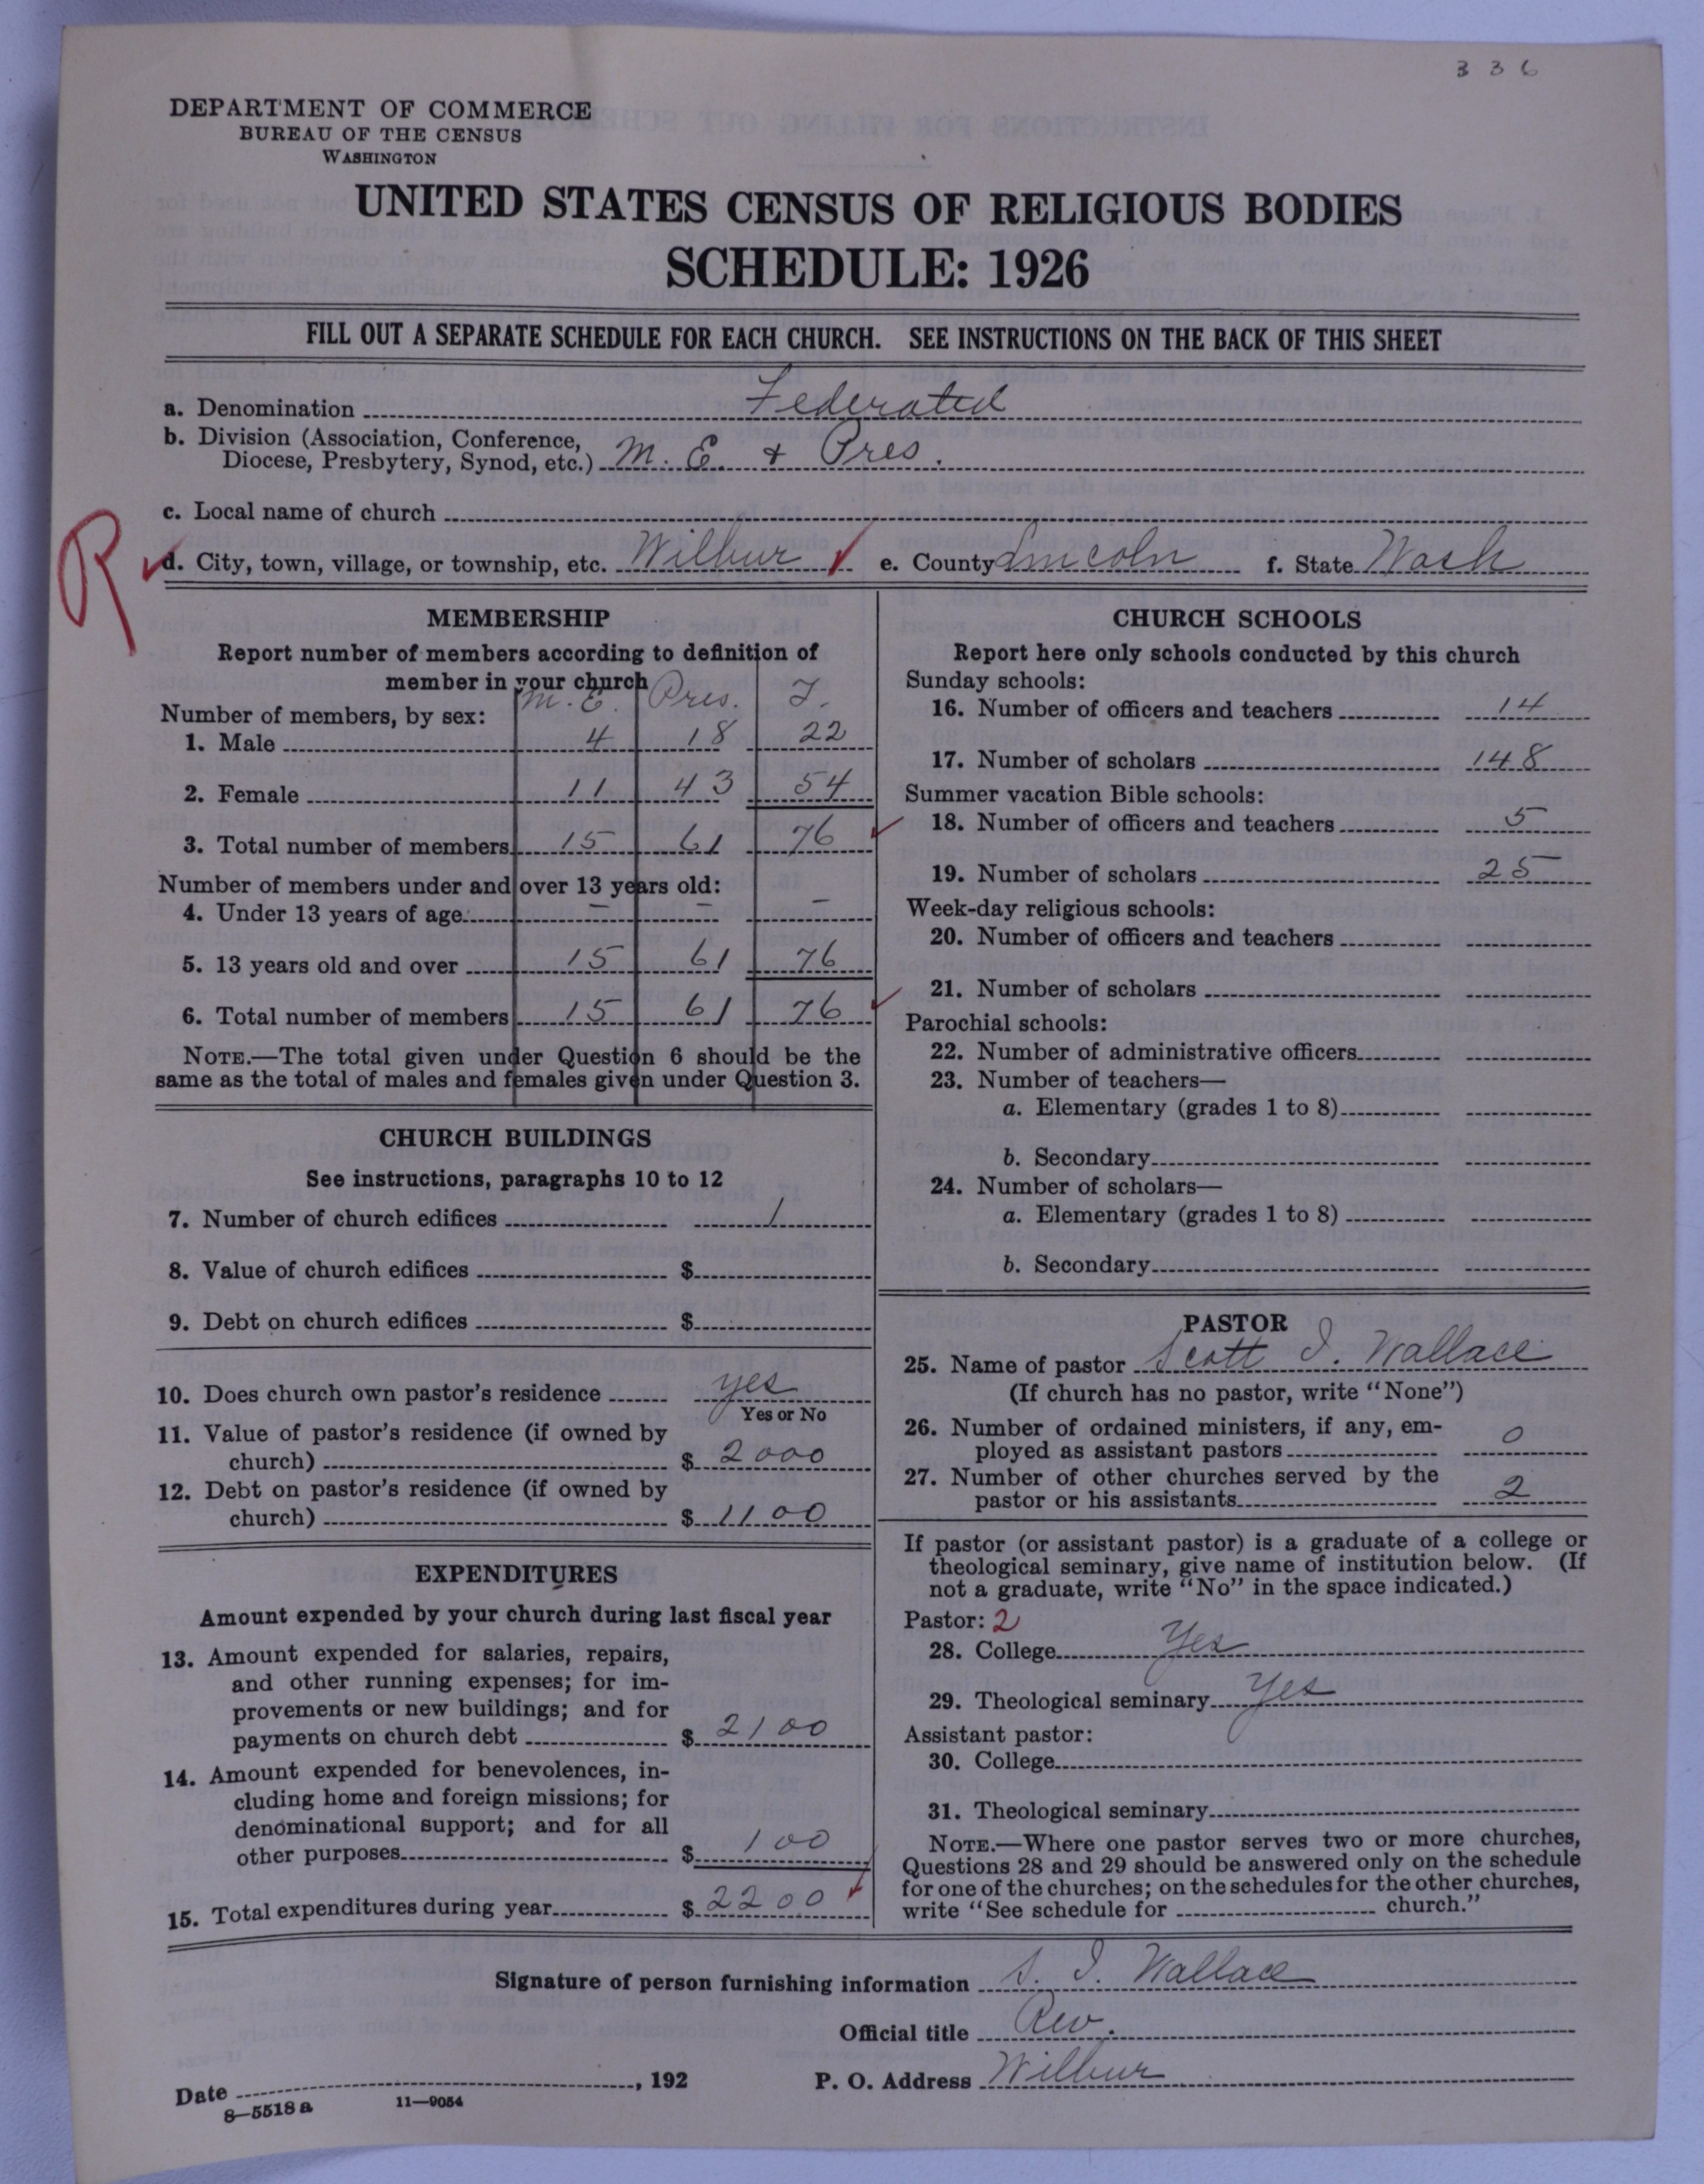 3 3 6
DEPARTMENT OF COMMERCE
BUREAU OF THE CENSUS
WASHINGTON
UNITED STATES CENSUS OF RELIGIOUS BODIES
SCHEDULE: 1926
FILL OUT A SEPARATE SCHEDULE FOR EACH CHURCH. SEE INSTRUCTIONS ON THE BACK OF THIS SHEET
a. Denomination Federated
b. Division (Association, Conference,
Diocese, Presbytery, Synod, etc.) M. E. + Pres.
c. Local name of church
R
d. City, town, village, or township, etc. Wilbur e. County Lincoln f. State Wash
MEMBERSHIP
Report number of members according to definition of
member in your church
M. E. Pres. T.
Number of members, by sex:
1. Male 4 18 22
2. Female 11 43 54
3. Total number of members 15 61 76
Number of members under and over 13 years old:
4. Under 13 years of age – – –
5. 13 years old and over 15 61 76
6. Total number of members 15 61 76
NOTE.—The total given under Question 6 should be the
same as the total of males and females given under Question 3.
CHURCH BUILDINGS
See instructions, paragraphs 10 to 12
7. Number of church edifices 1
8. Value of church edifices $
9. Debt on church edifices $
10. Does church own pastor's residence yes
Yes or No
11. Value of pastor's residence (if owned by
church) $ 2000
12. Debt on pastor's residence (if owned by
church) $ 1100
EXPENDITURES
Amount expended by your church during last fiscal year
13. Amount expended for salaries, repairs,
and other running expenses; for im-
provements or new buildings; and for
payments on church debt $ 2100
14. Amount expended for benevolences, in-
cluding home and foreign missions; for
denominational support; and for all
other purposes $ 100
15. Total expenditures during year $ 2200
CHURCH SCHOOLS
Report here only schools conducted by this church
Sunday schools:
16. Number of officers and teachers 14
17. Number of scholars 148
Summer vacation Bible schools:
18. Number of officers and teachers 5
19. Number of scholars 25
Week-day religious schools:
20. Number of officers and teachers
21. Number of scholars
Parochial schools:
22. Number of administrative officers
23. Number of teachers—
a. Elementary (grades 1 to 8)
b. Secondary
24. Number of scholars—
a. Elementary (grades 1 to 8)
b. Secondary
PASTOR
25. Name of pastor Scott I. Wallace
(If church has no pastor, write "None")
26. Number of ordained ministers, if any, em-
ployed as assistant pastors 0
27. Number of other churches served by the
pastor or his assistants 2
If pastor (or assistant pastor) is a graduate of a college or
theological seminary, give name of institution below. (If
not a graduate, write "No" in the space indicated.)
Pastor: 2
28. College Yes
29. Theological seminary Yes
Assistant pastor:
30. College
31. Theological seminary
NOTE.—Where one pastor serves two or more churches,
Questions 28 and 29 should be answered only on the schedule
for one of the churches; on the schedules for the other churches,
write "See schedule for church."
Signature of person furnishing information S. I. Wallace
Official title Rev.
Date , 192 P. O. Address Wilbur
8—5518 a 11—9054